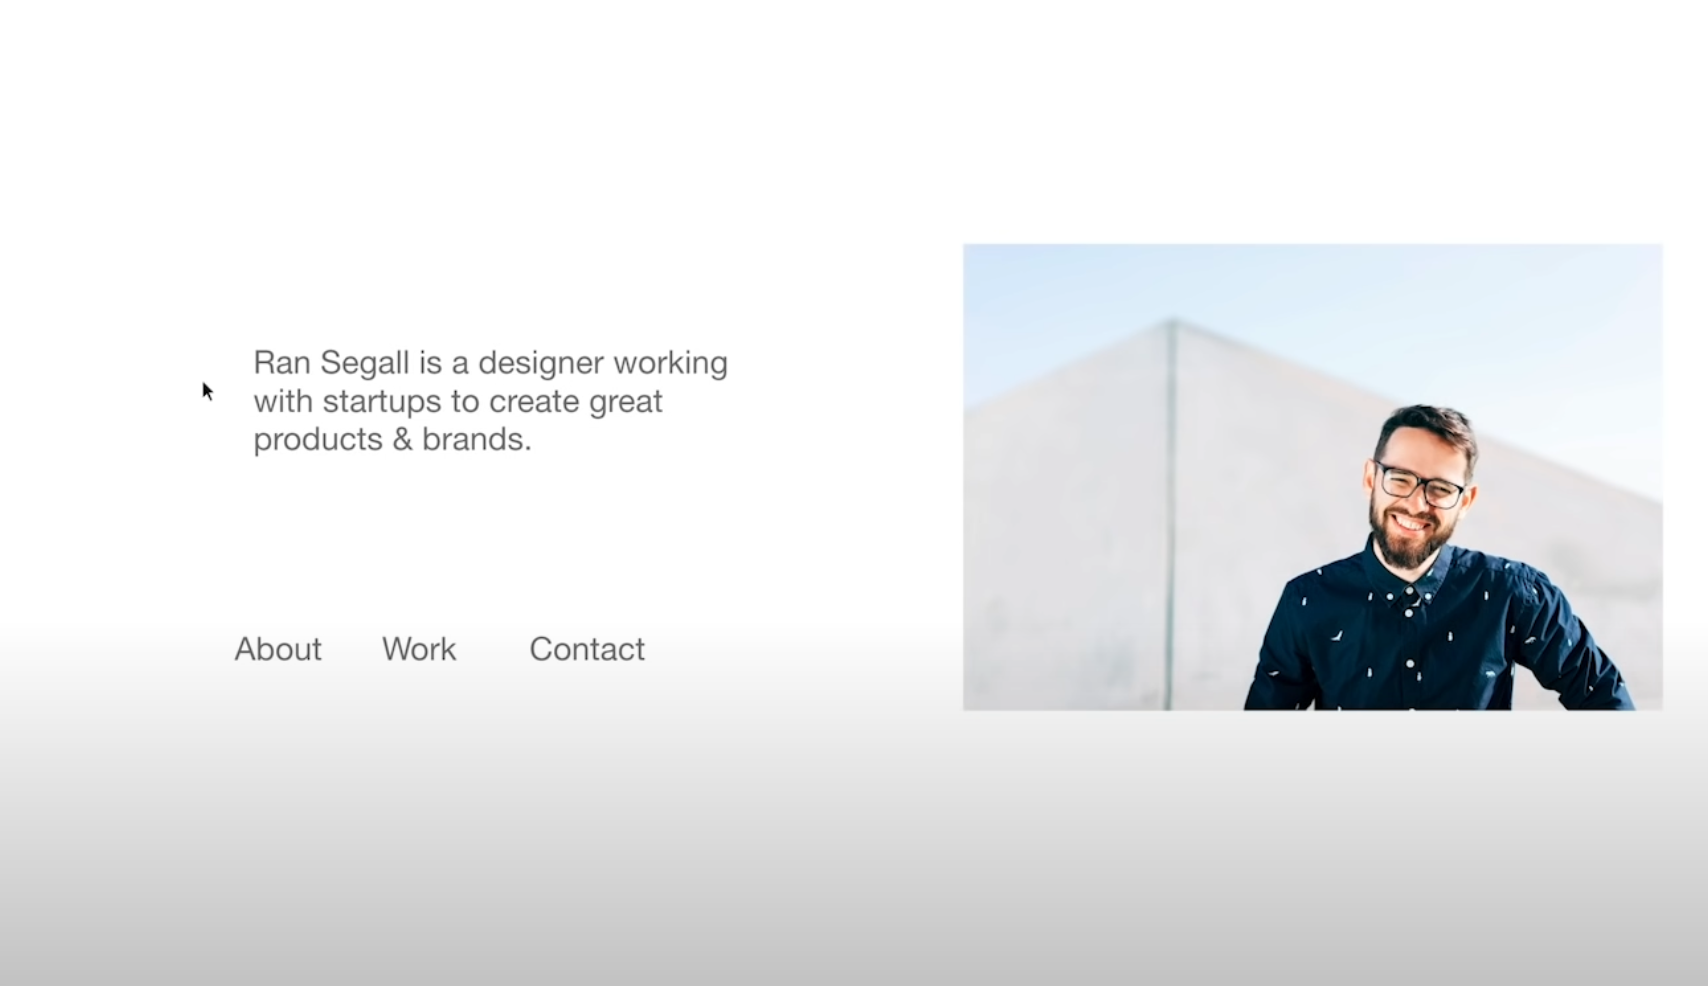 Ran Segall is a designer working
with startups to create great
products & brands.
About Work Contact